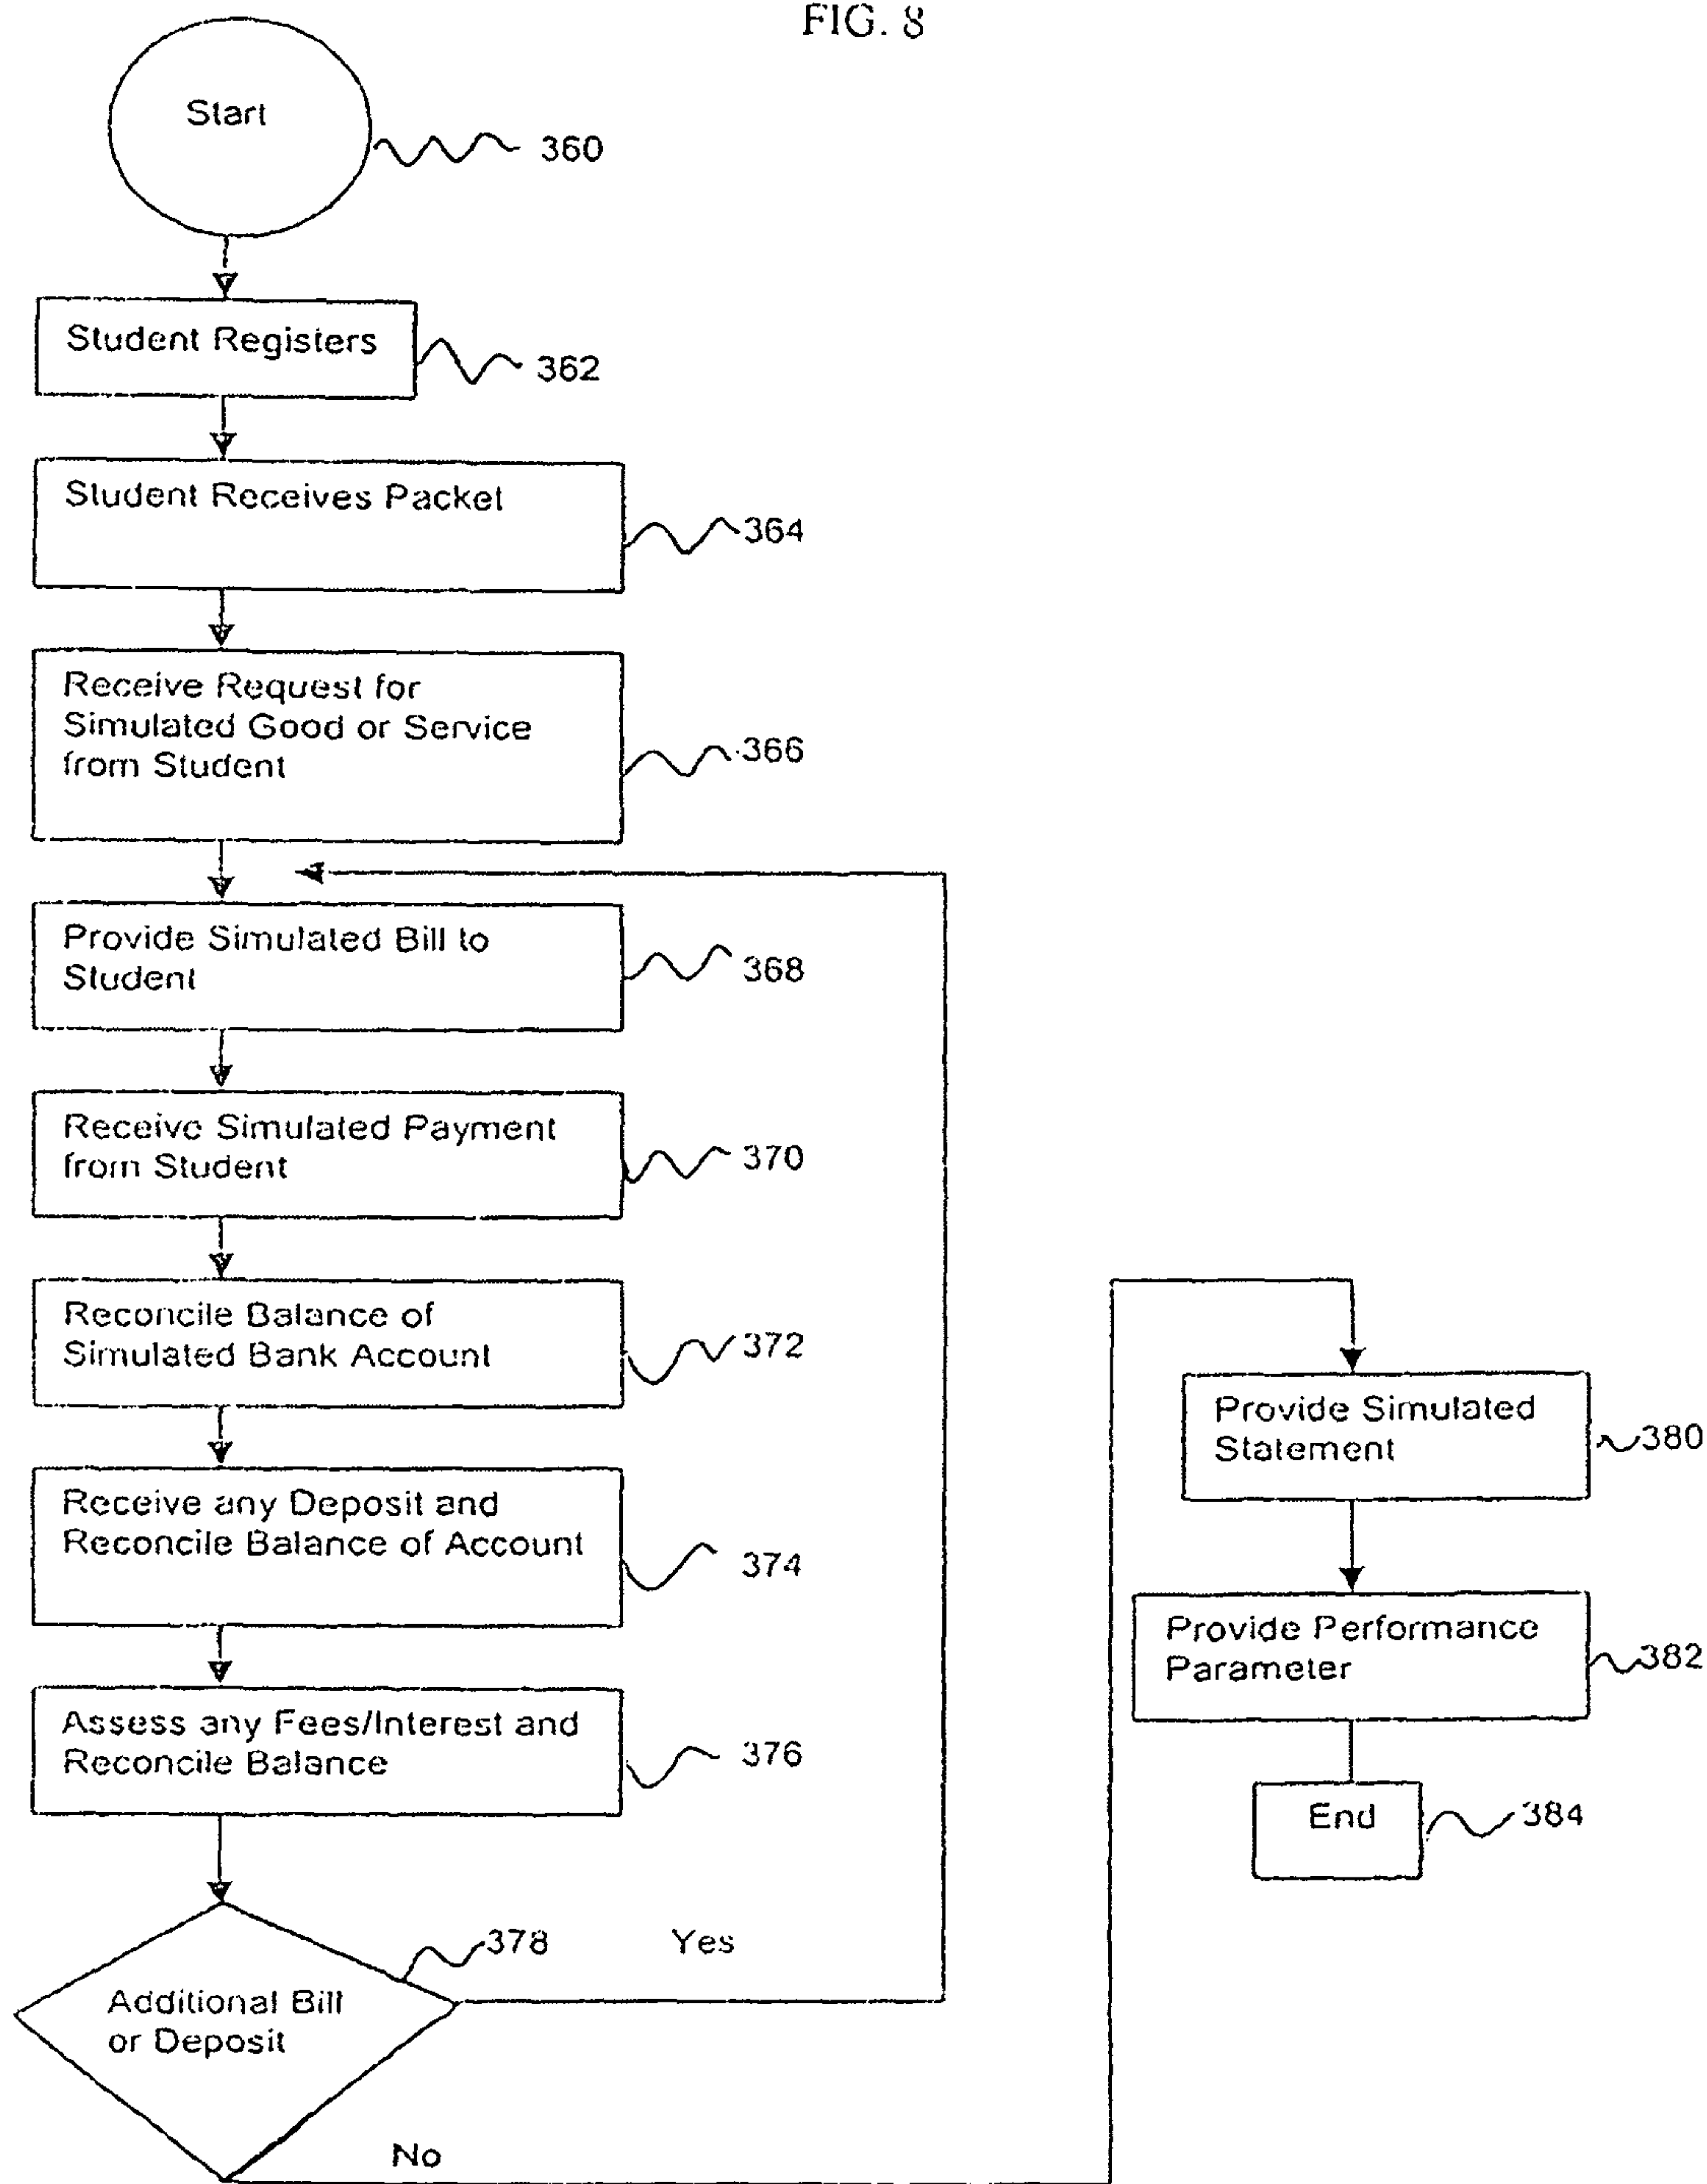 FIG. 8
Start
360
Student Registers
362
Student Receives Packet
364
Receive Request for
Simulated Good or Service
from Student
366
Provide Simulated Bill to
Student
368
Receive Simulated Payment
from Student
370
Reconcile Balance of
Simulated Bank Account
372
Receive any Deposit and
Reconcile Balance of Account
374
Assess any Fees/Interest and
Reconcile Balance
376
378
Yes
Additional Bill
or Deposit
No
Provide Simulated
Statement
380
Provide Performance
Parameter
382
End
384